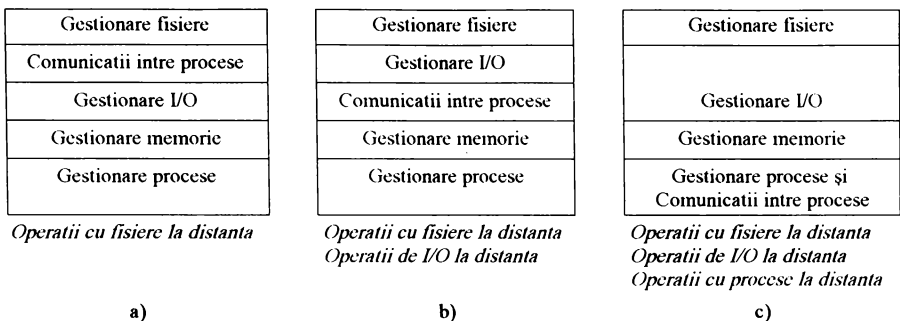 Gestionare fisiere
Comunicatii intre procese
Gestionare I/O
Gestionare memorie
Gestionare procese
Operatii cu fisiere la distanta
a)
Gestionare fisiere
Gestionare I/O
Comunicatii intre procese
Gestionare memorie
Gestionare procese
Operatii cu fisiere la distanta
Operatii de I/O la distanta
b)
Gestionare fisiere
Gestionare I/O
Gestionare memorie
Gestionare procese și
Comunicatii intre procese
Operatii cu fisiere la distanta
Operatii de I/O la distanta
Operatii cu procese la distanta
c)